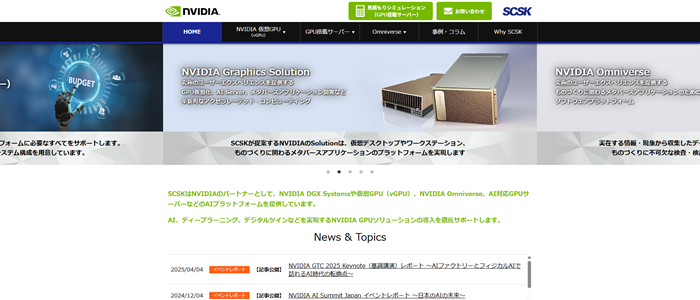 NVIDIA.
見積もりシミュレーション
(GPU搭載サーバー)
お問い合わせ
SCSK
HOME
NVIDIA 仮想GPU
(vGPU)
GPU搭載サーバー
Omniverse
事例・コラム
Why SCSK
BUDGET
NVIDIA Graphics Solution
究極のユーザーエクスペリエンスを提供する
GPU仮想化、AI Server、メタバースアプリケーション開発など
革新的なアクセラレーテッド・コンピューティング
NVIDIA Omniverse
究極のユーザーエクスペリエンスを提供する
ものづくりに関わるメタバースアプリケーションのための
ソフトウェアプラットフォーム
フォームに必要なすべてをサポートします。
システム構成を用意しています。
SCSKが提案するNVIDIAのSolutionは、仮想デスクトップやワークステーション、
ものづくりに関わるメタバースアプリケーションのプラットフォームを実現します
実在する情報・現象から収集したデ
ものづくりに不可欠な検査・検
SCSKはNVIDIAのパートナーとして、NVIDIA DGX Systemsや仮想GPU（vGPU）、NVIDIA Omniverse、AI対応GPUサ
ーバーなどのAIプラットフォームを提供しています。
AI、ディープラーニング、デジタルツインなどを実現するNVIDIA GPUソリューションの導入を徹底サポートします。
News & Topics
2025/04/04 イベントレポート 【記事公開】 NVIDIA GTC 2025 Keynote（基調講演）レポート ～AIファクトリーとフィジカルAIで
訪れるAI時代の転換点～
2024/12/04 イベントレポート 【記事公開】 NVIDIA AI Summit Japan イベントレポート ～日本のAIの未来～